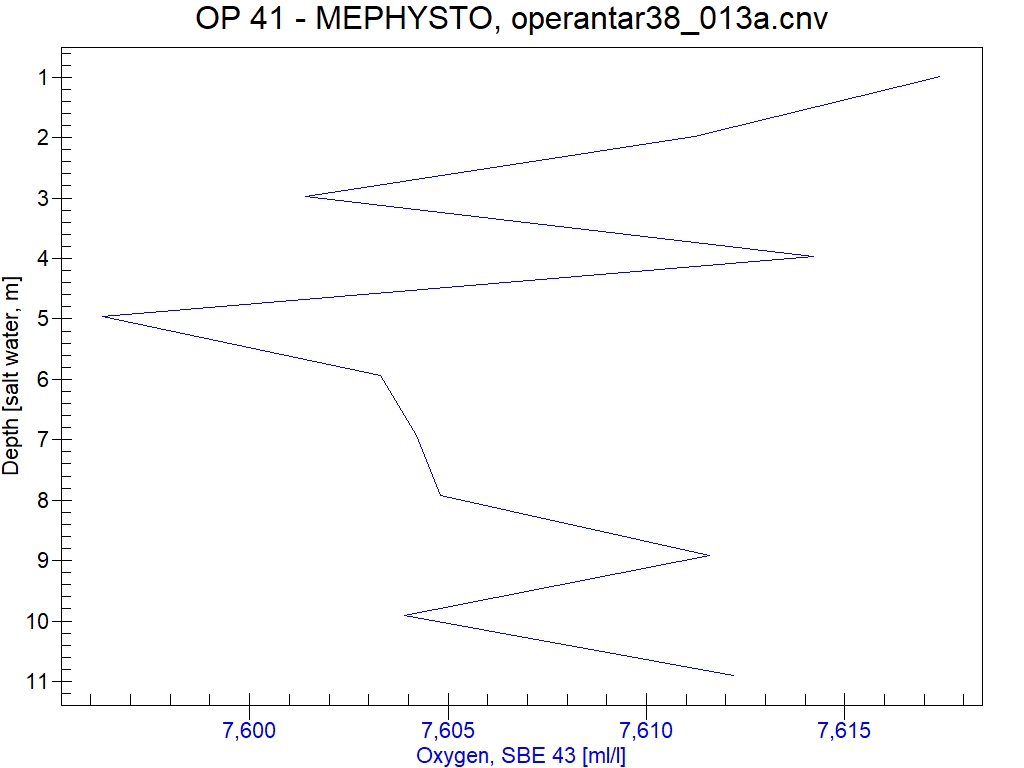 OP 41 - MEPHYSTO, operantar38_013a.cnv
Depth [salt water, m]
1
2
3
4
5
6
7
8
9
10
11
7,600 7,605 7,610 7,615
Oxygen, SBE 43 [ml/l]